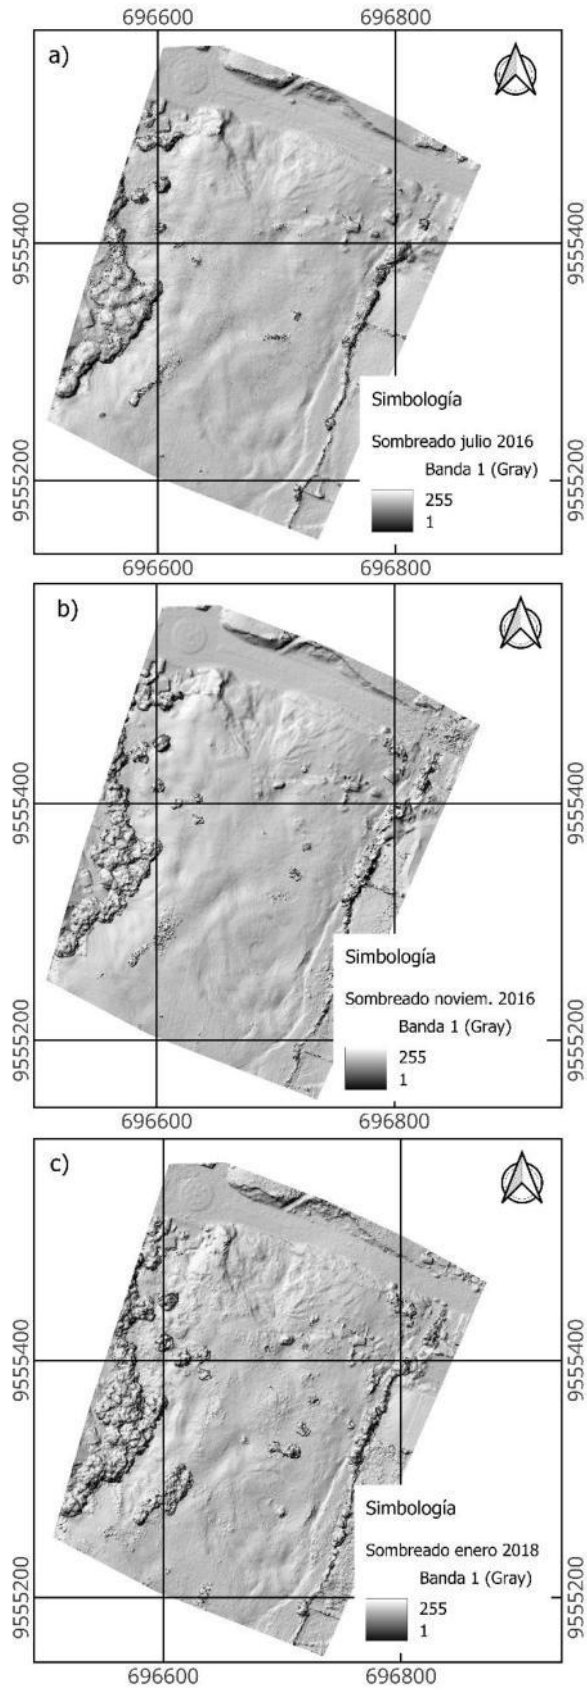 696600 696800
a)
9555400 9555400
Simbología
Sombreado julio 2016
Banda 1 (Gray)
255
1
9555200 9555200
696600 696800
b)
9555400 9555400
Simbología
Sombreado noviem. 2016
Banda 1 (Gray)
255
1
9555200 9555200
696600 696800
c)
9555400 9555400
Simbología
Sombreado enero 2018
Banda 1 (Gray)
255
1
9555200 9555200
696600 696800